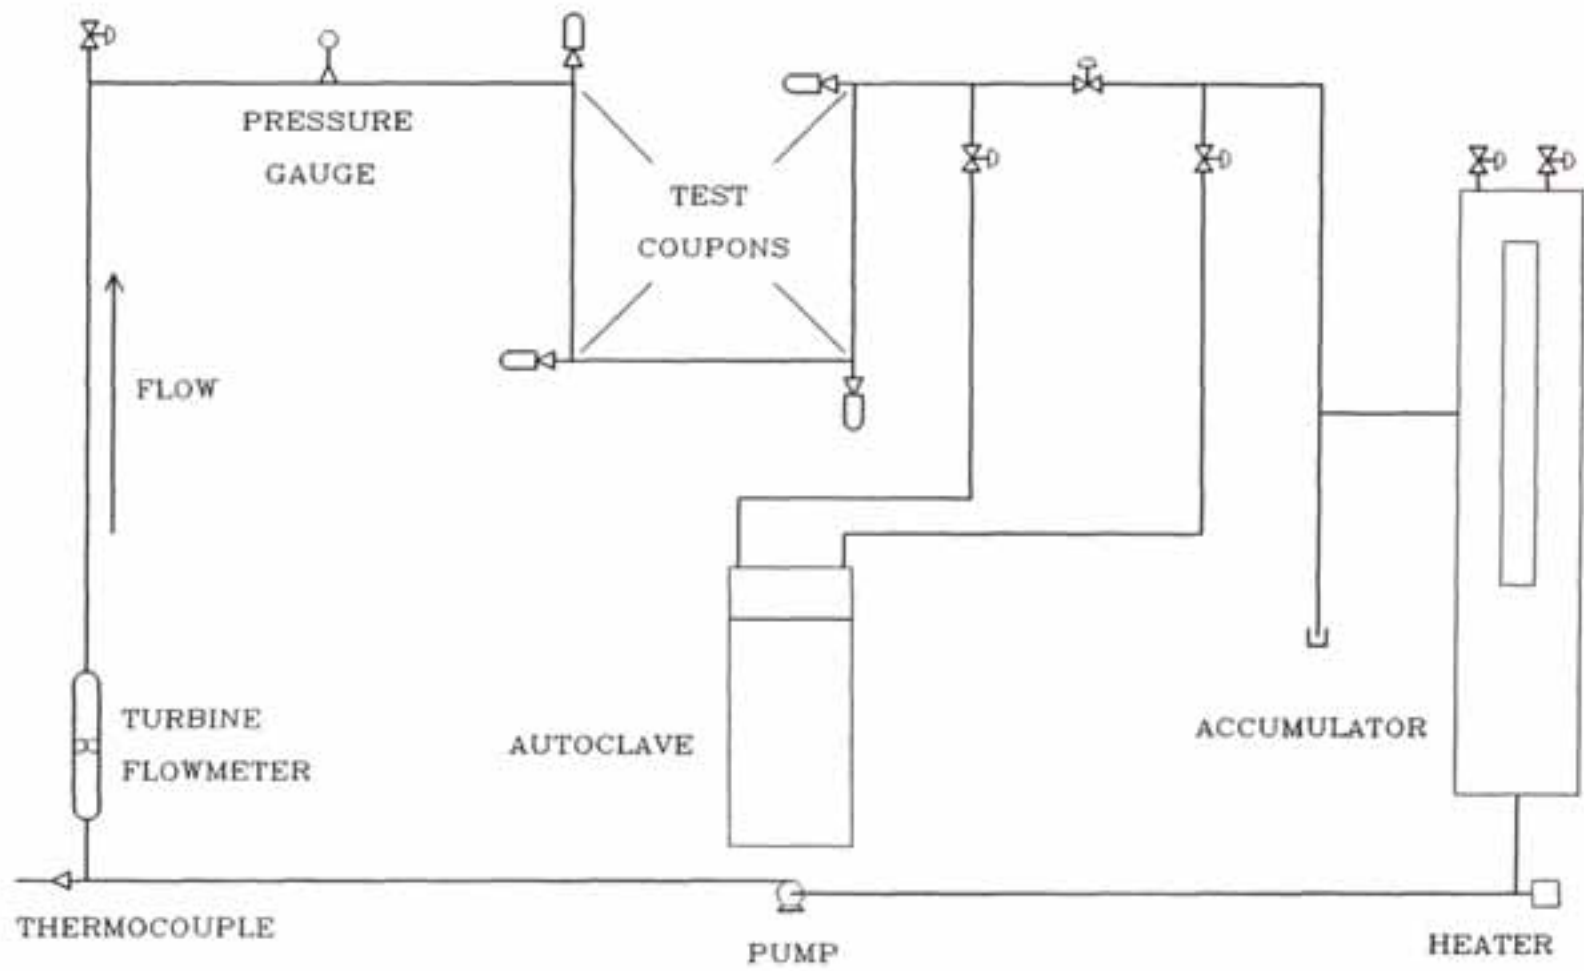 PRESSURE
GAUGE
TEST
COUPONS
FLOW
TURBINE
FLOWMETER
AUTOCLAVE
ACCUMULATOR
THERMOCOUPLE
PUMP
HEATER